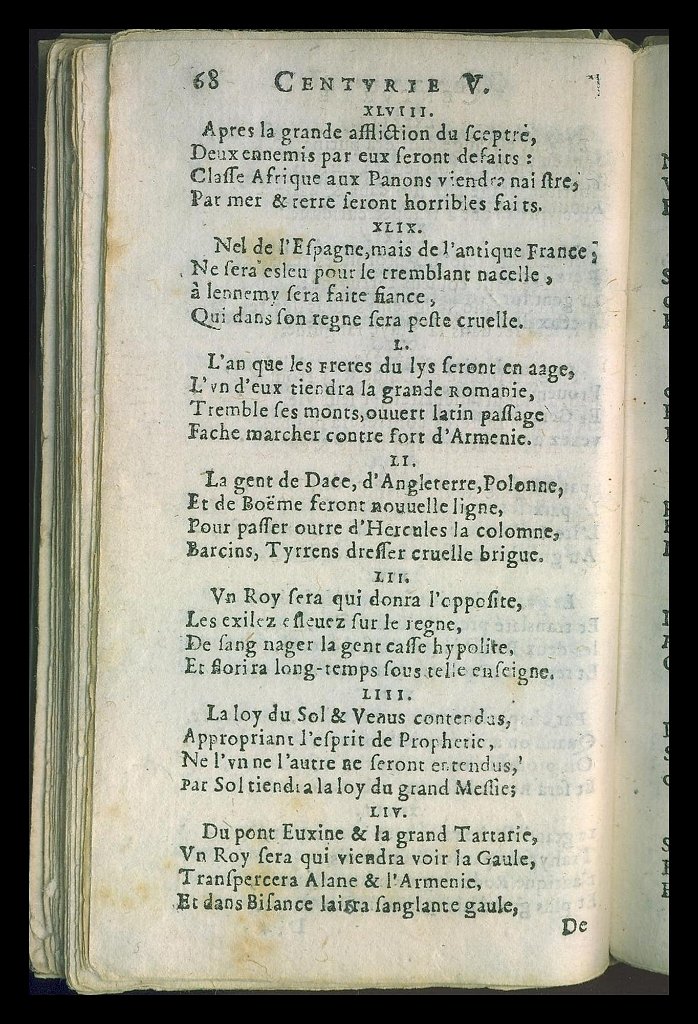 68 CENTVRIE V.
XLVIII.
Apres la grande affliction du sceptre,
Deux ennemis par eux seront defaits :
Classe Afrique aux Panons viendra nai stre,
Par mer & terre seront horribles faits.
XLIX.
Nel de l'Espagne, mais de l'antique France,
Ne sera esleu pour le tremblant nacelle,
à lennemy sera faite fiance,
Qui dans son regne sera peste cruelle.
L.
L'an que les Freres du lys seront en aage,
L'vn d'eux tiendra la grande Romanie,
Tremble ses monts, ouuert latin passage
Fache marcher contre fort d'Armenie.
LI.
La gent de Dace, d'Angleterre, Polonne,
Et de Boëme feront nouuelle ligne,
Pour passer outre d'Hercules la colomne,
Barcins, Tyrrens dresser cruelle brigue.
LII.
Vn Roy sera qui donra l'opposite,
Les exilez esleuez sur le regne,
De sang nager la gent casse hypolite,
Et florira long-temps sous telle enseigne.
LIII.
La loy du Sol & Venus contendus,
Appropriant l'esprit de Prophetie,
Ne l'vn ne l'autre ne seront entendus,
Par Sol tiendra la loy du grand Messie;
LIV.
Du pont Euxine & la grand Tartarie,
Vn Roy sera qui viendra voir la Gaule,
Transpercera Alane & l'Armenie,
Et dans Bisance lairra sanglante gaule,
De